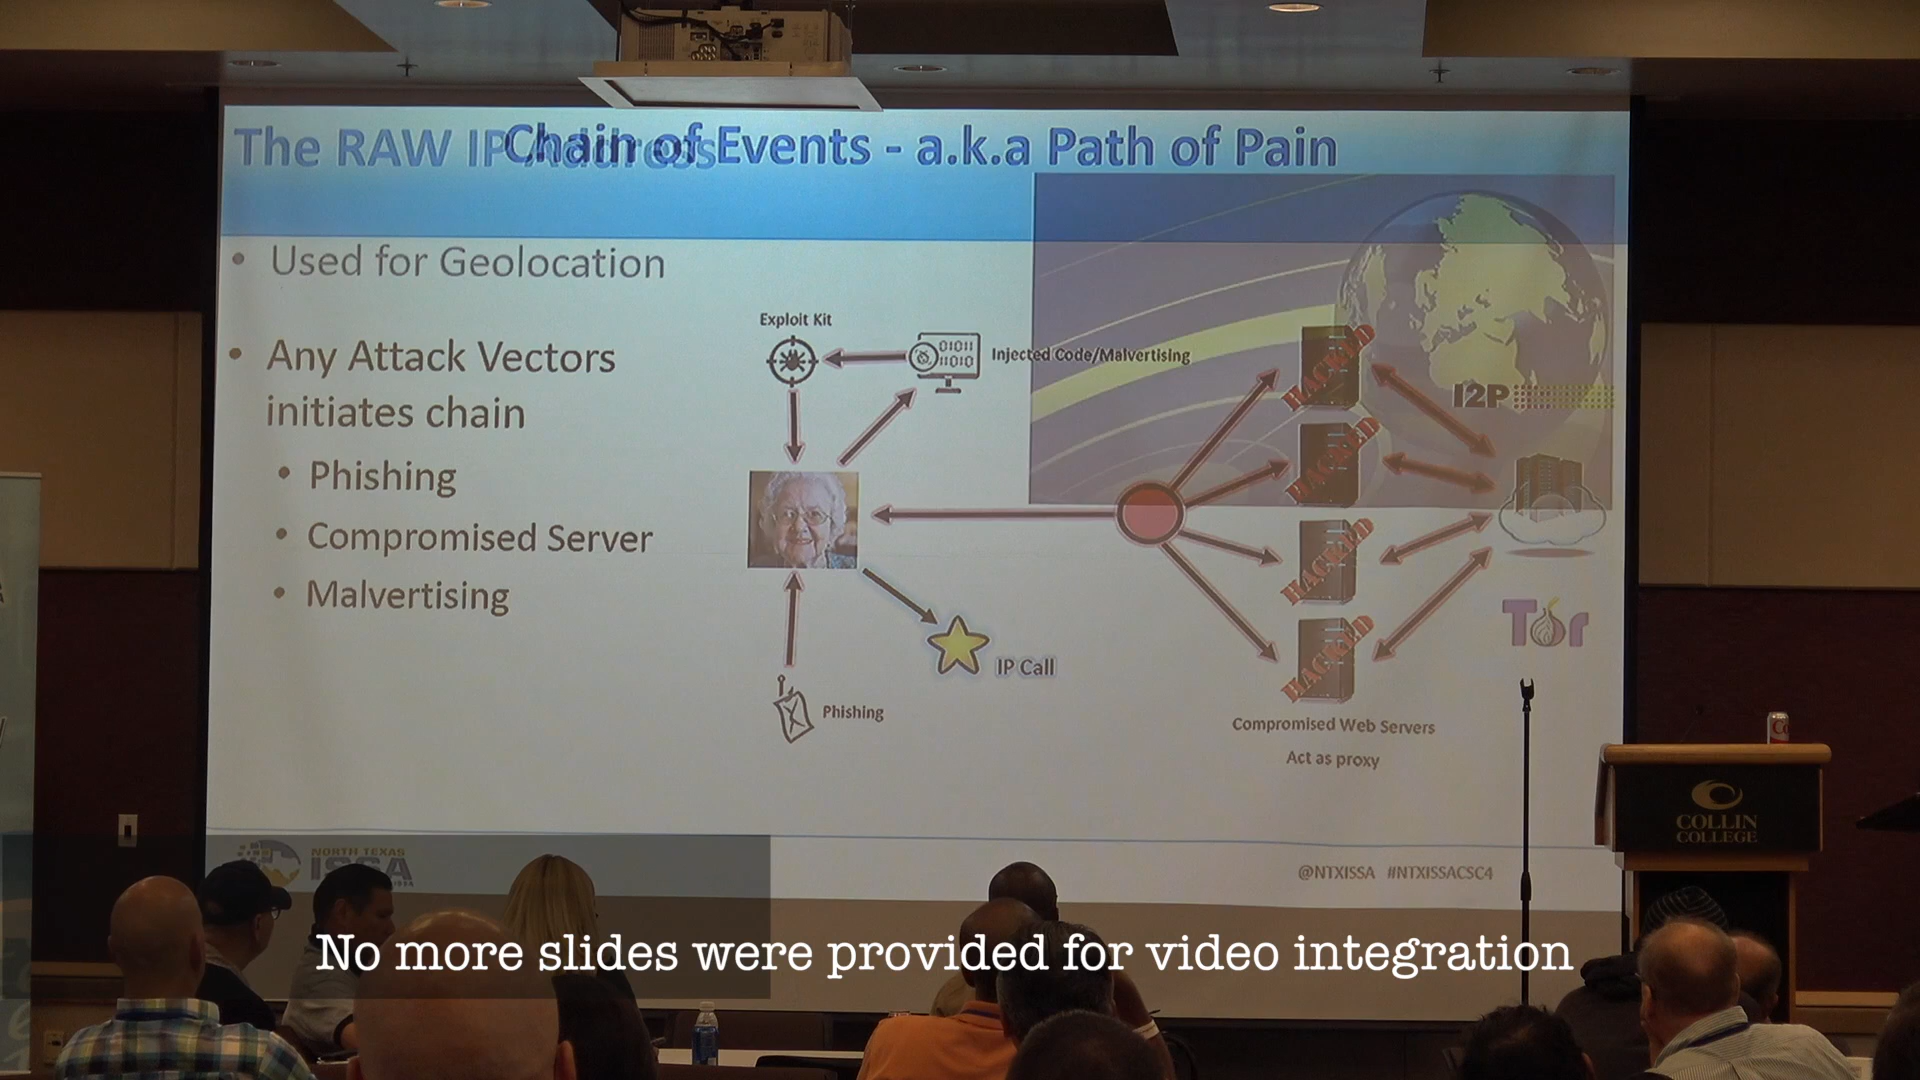 The RAW IP Address
Chain of Events - a.k.a Path of Pain
Used for Geolocation
Any Attack Vectors
initiates chain
Phishing
Compromised Server
Malvertising
Exploit Kit
01011
11010
Injected Code/Malvertising
IP Call
Phishing
HACKED
HACKED
HACKED
HACKED
I2P
Tor
Compromised Web Servers
Act as proxy
NORTH TEXAS
ISSA
@NTXISSA #NTXISSACSC4
COLLIN
COLLEGE
No more slides were provided for video integration